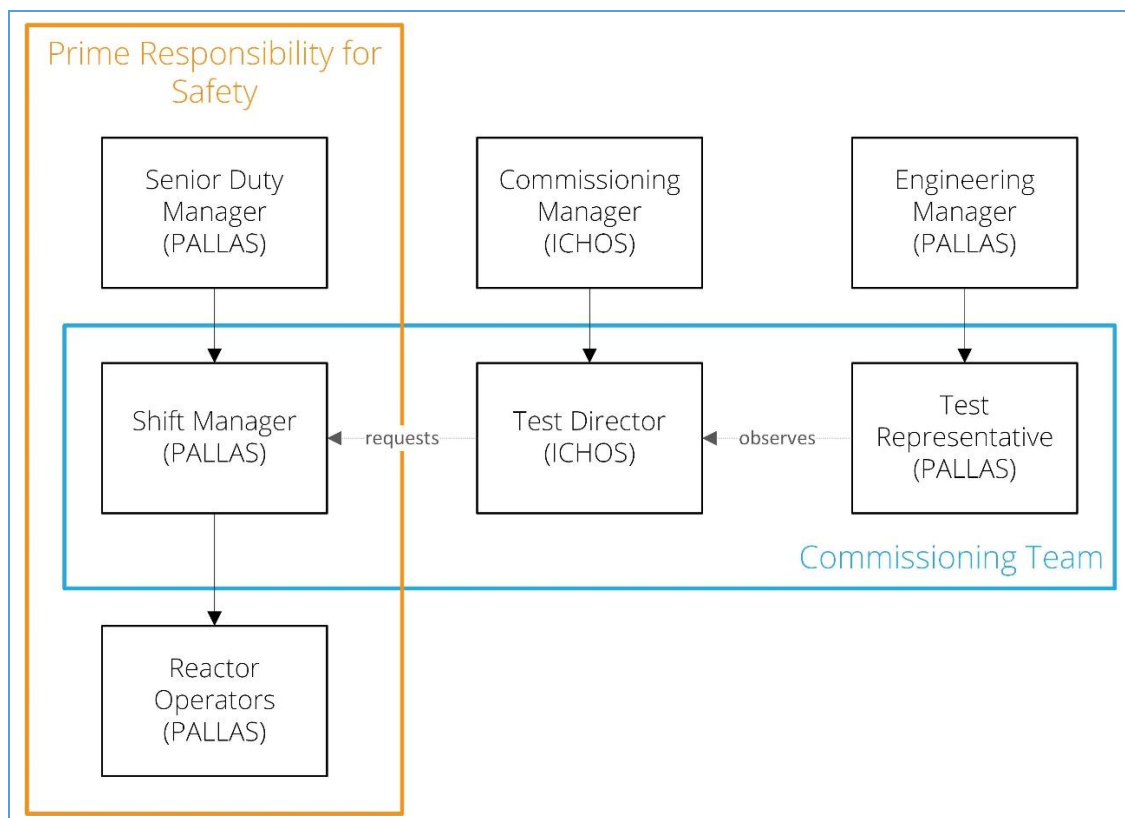 Prime Responsibility for
Safety
Senior Duty
Manager
(PALLAS)
Commissioning
Manager
(ICHOS)
Engineering
Manager
(PALLAS)
Shift Manager
(PALLAS)
requests
Test Director
(ICHOS)
observes
Test
Representative
(PALLAS)
Commissioning Team
Reactor
Operators
(PALLAS)